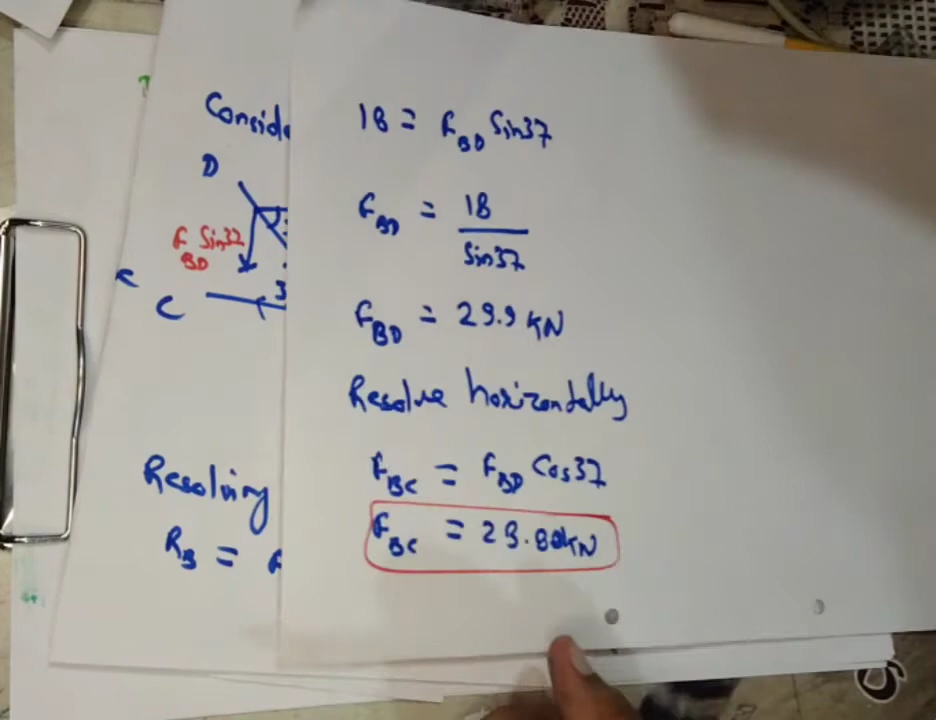 18 = F_BD Sin37
F_BD = 18 / Sin37
F_BD = 29.9 KN
Resolve horizontally
F_BC = F_BD Cos37
F_BC = 23.88KN
Conside
D
F_BD Sin37
C
Resolving
R_B = F